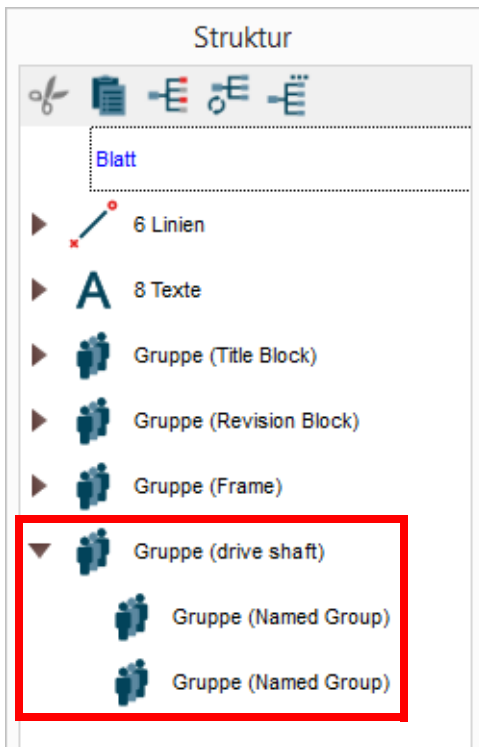 Struktur
Blatt
6 Linien
8 Texte
Gruppe (Title Block)
Gruppe (Revision Block)
Gruppe (Frame)
Gruppe (drive shaft)
Gruppe (Named Group)
Gruppe (Named Group)